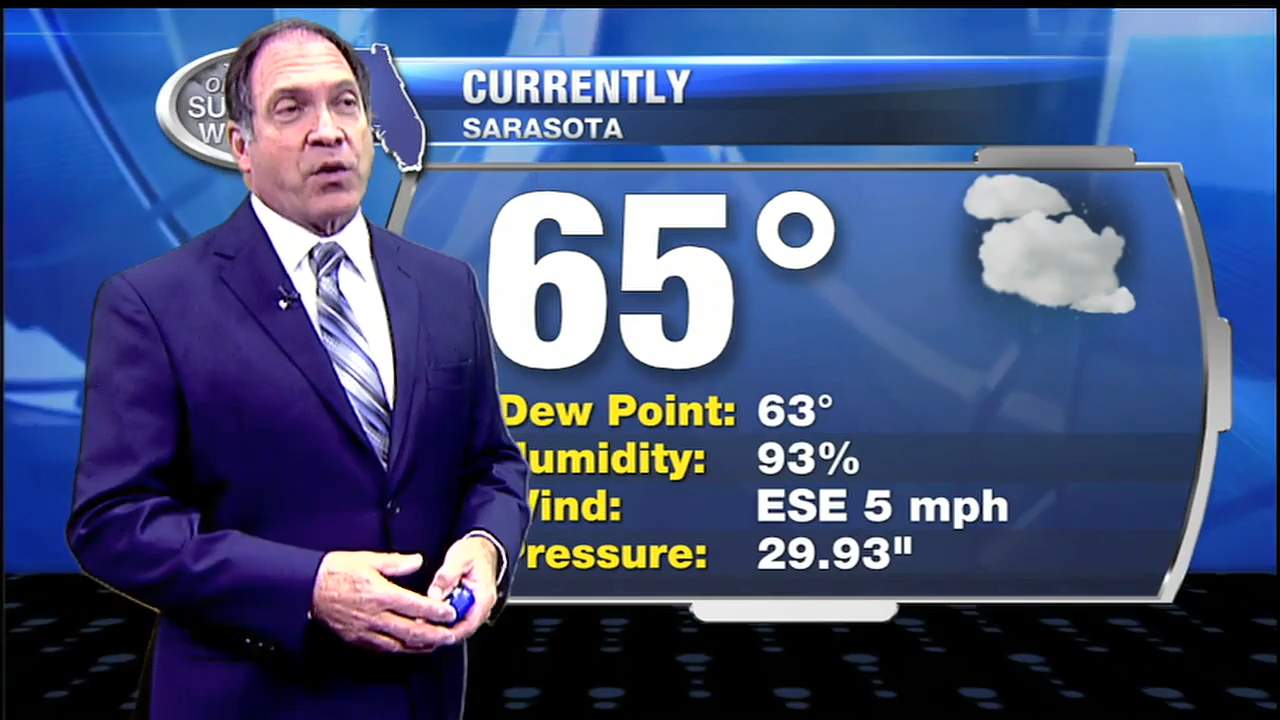 CURRENTLY
SARASOTA
65°
Dew Point: 63°
Humidity: 93%
Wind: ESE 5 mph
Pressure: 29.93"